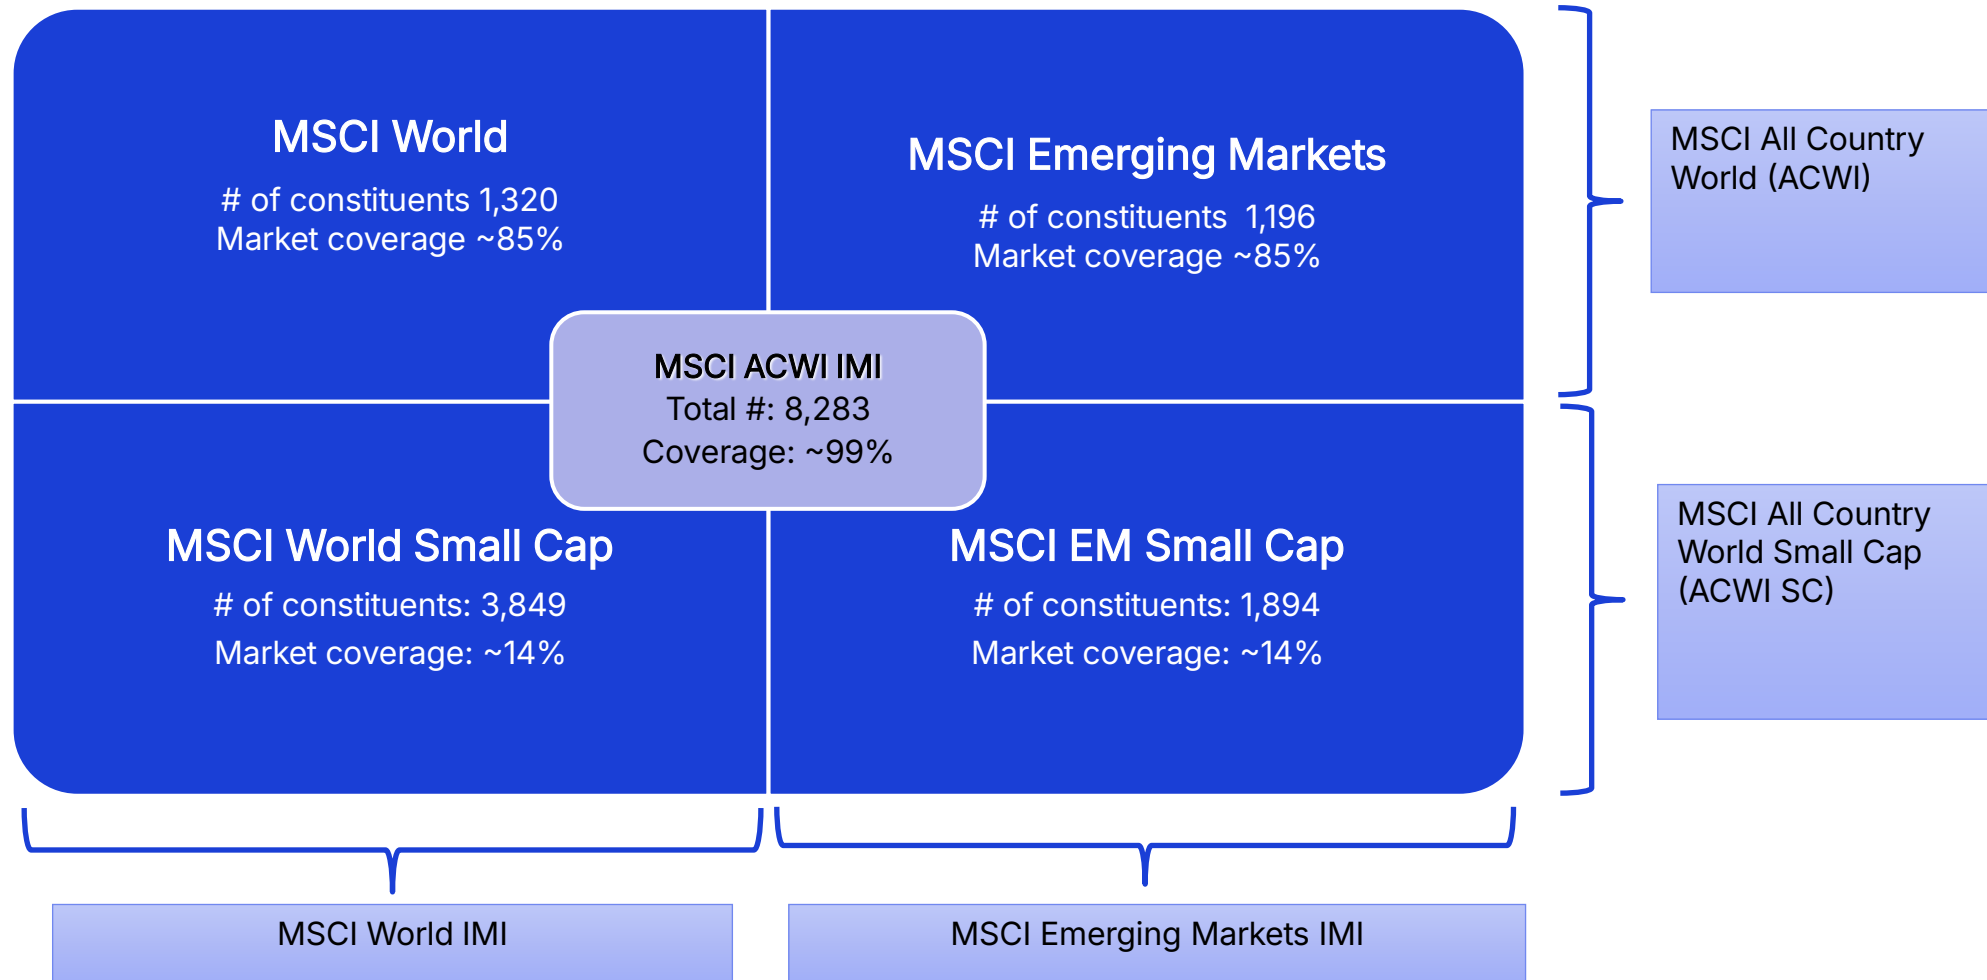 MSCI World
# of constituents 1,320
Market coverage ~85%
MSCI Emerging Markets
# of constituents  1,196
Market coverage ~85%
MSCI All Country
World (ACWI)
MSCI ACWI IMI
Total #: 8,283
Coverage: ~99%
MSCI World Small Cap
# of constituents: 3,849
Market coverage: ~14%
MSCI EM Small Cap
# of constituents: 1,894
Market coverage: ~14%
MSCI All Country
World Small Cap
(ACWI SC)
MSCI World IMI
MSCI Emerging Markets IMI